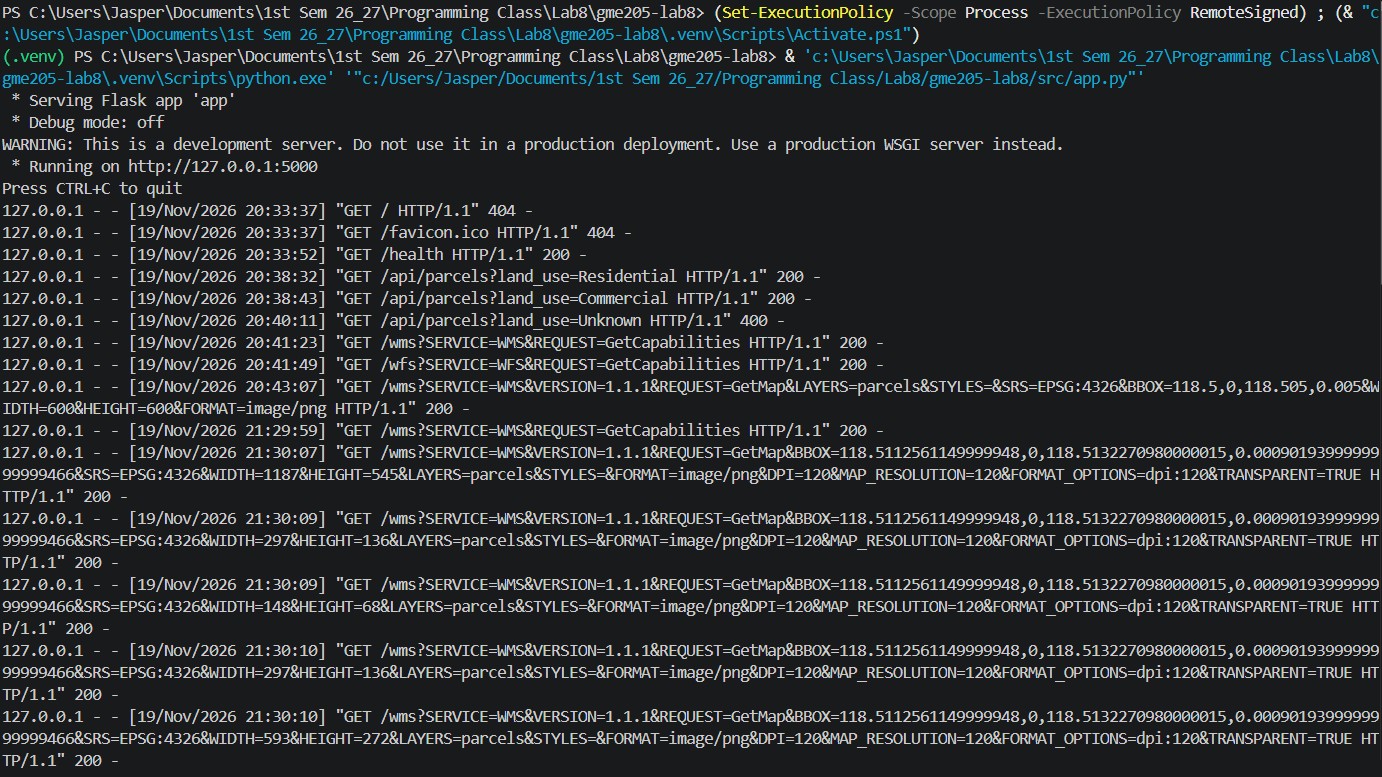 PS C:\Users\Jasper\Documents\1st Sem 26_27\Programming Class\Lab8\gme205-lab8> (Set-ExecutionPolicy -Scope Process -ExecutionPolicy RemoteSigned) ; (& "c
:\Users\Jasper\Documents\1st Sem 26_27\Programming Class\Lab8\gme205-lab8\.venv\Scripts\Activate.ps1")
(.venv) PS C:\Users\Jasper\Documents\1st Sem 26_27\Programming Class\Lab8\gme205-lab8> & 'c:\Users\Jasper\Documents\1st Sem 26_27\Programming Class\Lab8\
gme205-lab8\.venv\Scripts\python.exe' '"c:/Users/Jasper/Documents/1st Sem 26_27/Programming Class/Lab8/gme205-lab8/src/app.py"'
 * Serving Flask app 'app'
 * Debug mode: off
WARNING: This is a development server. Do not use it in a production deployment. Use a production WSGI server instead.
 * Running on http://127.0.0.1:5000
Press CTRL+C to quit
127.0.0.1 - - [19/Nov/2026 20:33:37] "GET / HTTP/1.1" 404 -
127.0.0.1 - - [19/Nov/2026 20:33:37] "GET /favicon.ico HTTP/1.1" 404 -
127.0.0.1 - - [19/Nov/2026 20:33:52] "GET /health HTTP/1.1" 200 -
127.0.0.1 - - [19/Nov/2026 20:38:32] "GET /api/parcels?land_use=Residential HTTP/1.1" 200 -
127.0.0.1 - - [19/Nov/2026 20:38:43] "GET /api/parcels?land_use=Commercial HTTP/1.1" 200 -
127.0.0.1 - - [19/Nov/2026 20:40:11] "GET /api/parcels?land_use=Unknown HTTP/1.1" 400 -
127.0.0.1 - - [19/Nov/2026 20:41:23] "GET /wms?SERVICE=WMS&REQUEST=GetCapabilities HTTP/1.1" 200 -
127.0.0.1 - - [19/Nov/2026 20:41:49] "GET /wfs?SERVICE=WFS&REQUEST=GetCapabilities HTTP/1.1" 200 -
127.0.0.1 - - [19/Nov/2026 20:43:07] "GET /wms?SERVICE=WMS&VERSION=1.1.1&REQUEST=GetMap&LAYERS=parcels&STYLES=&SRS=EPSG:4326&BBOX=118.5,0,118.505,0.005&W
IDTH=600&HEIGHT=600&FORMAT=image/png HTTP/1.1" 200 -
127.0.0.1 - - [19/Nov/2026 21:29:59] "GET /wms?SERVICE=WMS&REQUEST=GetCapabilities HTTP/1.1" 200 -
127.0.0.1 - - [19/Nov/2026 21:30:07] "GET /wms?SERVICE=WMS&VERSION=1.1.1&REQUEST=GetMap&BBOX=118.5112561149999948,0,118.5132270980000015,0.00090193999999
99999466&SRS=EPSG:4326&WIDTH=1187&HEIGHT=545&LAYERS=parcels&STYLES=&FORMAT=image/png&DPI=120&MAP_RESOLUTION=120&FORMAT_OPTIONS=dpi:120&TRANSPARENT=TRUE H
TTP/1.1" 200 -
127.0.0.1 - - [19/Nov/2026 21:30:09] "GET /wms?SERVICE=WMS&VERSION=1.1.1&REQUEST=GetMap&BBOX=118.5112561149999948,0,118.5132270980000015,0.00090193999999
99999466&SRS=EPSG:4326&WIDTH=297&HEIGHT=136&LAYERS=parcels&STYLES=&FORMAT=image/png&DPI=120&MAP_RESOLUTION=120&FORMAT_OPTIONS=dpi:120&TRANSPARENT=TRUE HT
TP/1.1" 200 -
127.0.0.1 - - [19/Nov/2026 21:30:09] "GET /wms?SERVICE=WMS&VERSION=1.1.1&REQUEST=GetMap&BBOX=118.5112561149999948,0,118.5132270980000015,0.00090193999999
99999466&SRS=EPSG:4326&WIDTH=148&HEIGHT=68&LAYERS=parcels&STYLES=&FORMAT=image/png&DPI=120&MAP_RESOLUTION=120&FORMAT_OPTIONS=dpi:120&TRANSPARENT=TRUE HTT
P/1.1" 200 -
127.0.0.1 - - [19/Nov/2026 21:30:10] "GET /wms?SERVICE=WMS&VERSION=1.1.1&REQUEST=GetMap&BBOX=118.5112561149999948,0,118.5132270980000015,0.00090193999999
99999466&SRS=EPSG:4326&WIDTH=297&HEIGHT=136&LAYERS=parcels&STYLES=&FORMAT=image/png&DPI=120&MAP_RESOLUTION=120&FORMAT_OPTIONS=dpi:120&TRANSPARENT=TRUE HT
TP/1.1" 200 -
127.0.0.1 - - [19/Nov/2026 21:30:10] "GET /wms?SERVICE=WMS&VERSION=1.1.1&REQUEST=GetMap&BBOX=118.5112561149999948,0,118.5132270980000015,0.00090193999999
99999466&SRS=EPSG:4326&WIDTH=593&HEIGHT=272&LAYERS=parcels&STYLES=&FORMAT=image/png&DPI=120&MAP_RESOLUTION=120&FORMAT_OPTIONS=dpi:120&TRANSPARENT=TRUE HT
TP/1.1" 200 -